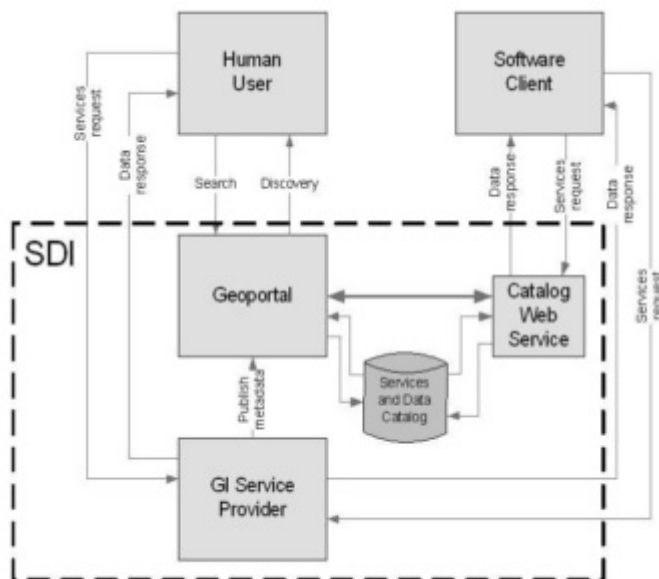 Human
User
Software
Client
Services
request
Data
response
Search
Discovery
Data
response
Services
request
Data
response
Services
request
SDI
Geoportal
Catalog
Web
Service
Services
and Data
Catalog
Publish
metadata
GI Service
Provider